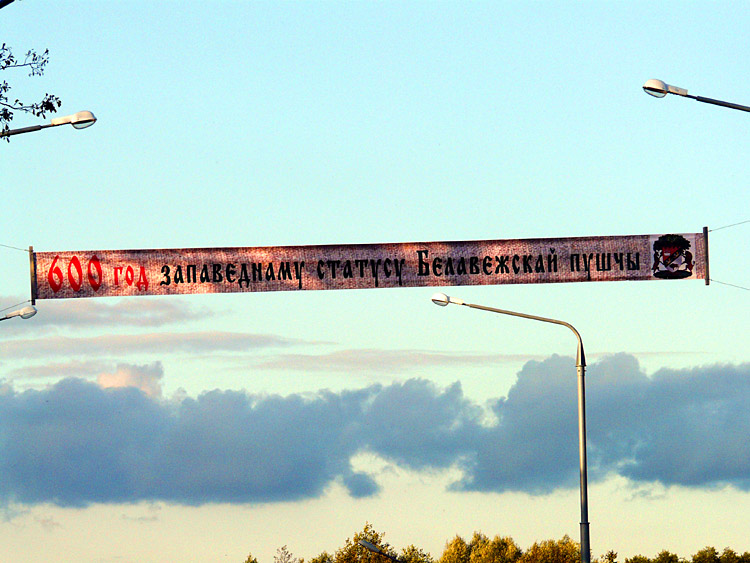 600 год запаведнаму статусу Белавежскай пушчы